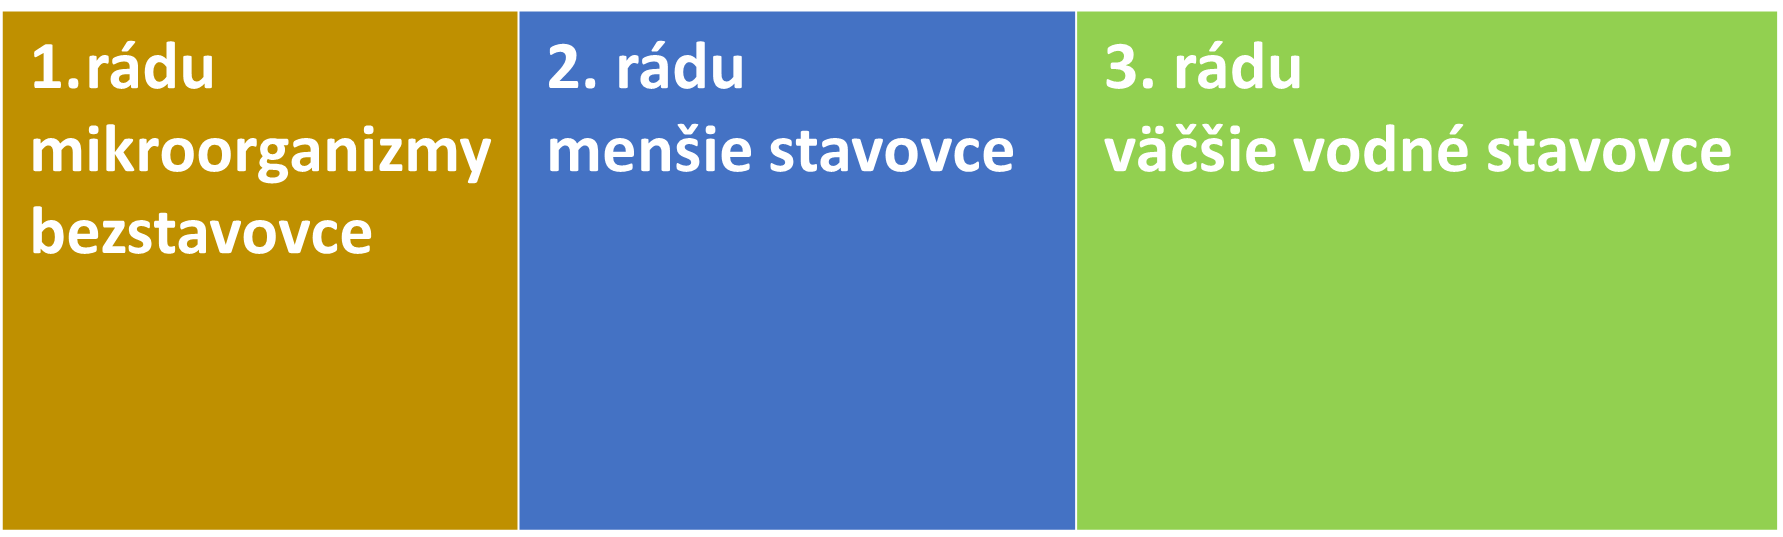 1.rádu
mikroorganizmy
bezstavovce
2. rádu
menšie stavovce
3. rádu
väčšie vodné stavovce